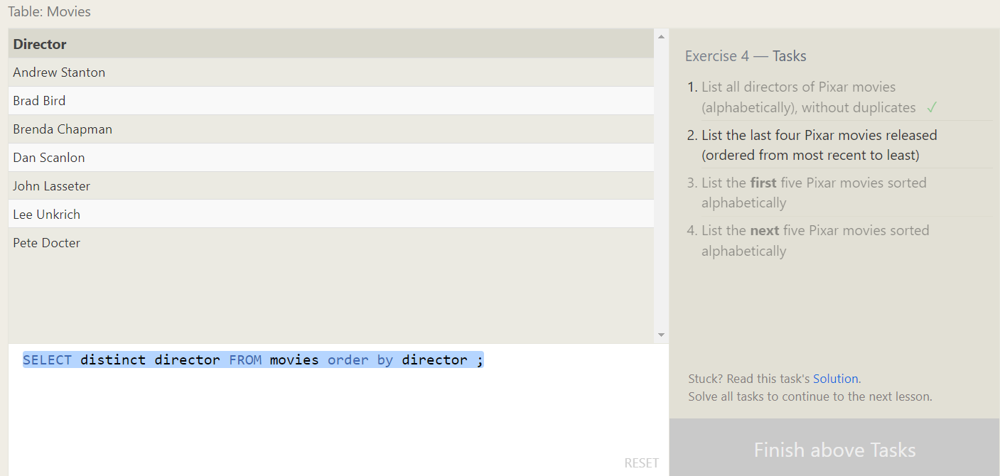 Table: Movies
Director
Andrew Stanton
Brad Bird
Brenda Chapman
Dan Scanlon
John Lasseter
Lee Unkrich
Pete Docter
SELECT distinct director FROM movies order by director ;
RESET
Exercise 4 — Tasks
1. List all directors of Pixar movies
(alphabetically), without duplicates ✓
2. List the last four Pixar movies released
(ordered from most recent to least)
3. List the first five Pixar movies sorted
alphabetically
4. List the next five Pixar movies sorted
alphabetically
Stuck? Read this task's Solution.
Solve all tasks to continue to the next lesson.
Finish above Tasks